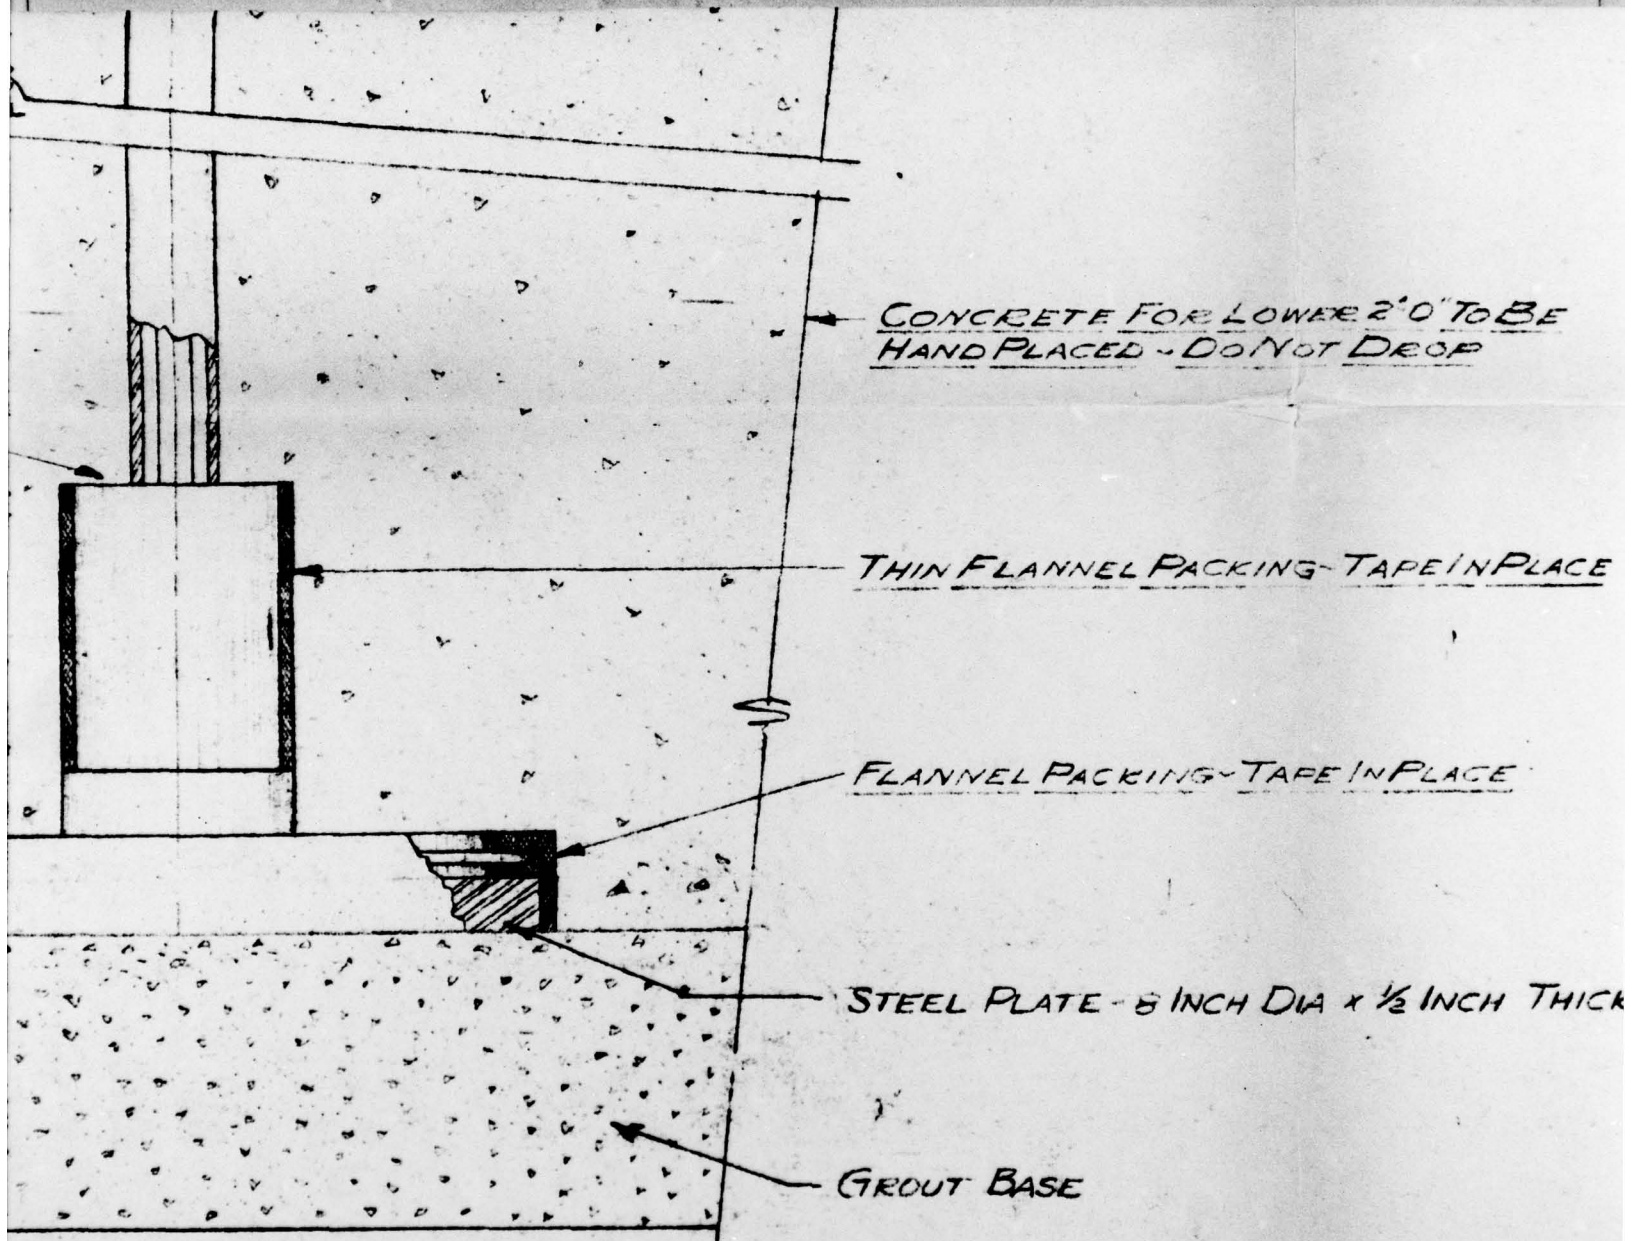 CONCRETE FOR LOWER 2'0" TO BE
HAND PLACED - DO NOT DROP
THIN FLANNEL PACKING - TAPE IN PLACE
FLANNEL PACKING - TAPE IN PLACE
STEEL PLATE - 8 INCH DIA x ½ INCH THICK
GROUT BASE